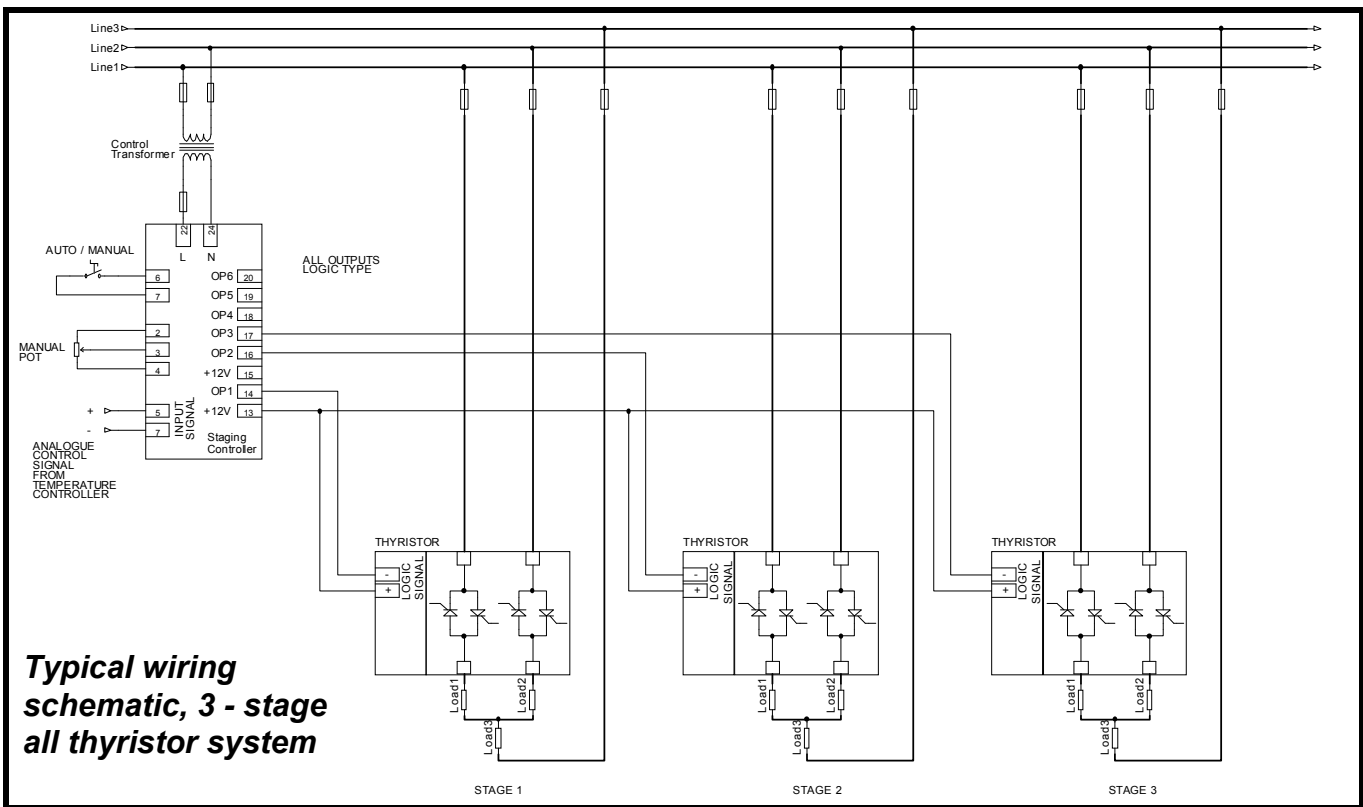 Line3
Line2
Line1
Control
Transformer
22
24
L
N
AUTO / MANUAL
ALL OUTPUTS
LOGIC TYPE
6
7
OP6 20
OP5 19
OP4 18
2
OP3 17
MANUAL
POT
3
OP2 16
4
+12V 15
OP1 14
+
5
+12V 13
-
7
INPUT
SIGNAL
Staging
Controller
ANALOGUE
CONTROL
SIGNAL
FROM
TEMPERATURE
CONTROLLER
THYRISTOR
-
+
LOGIC
SIGNAL
Load1
Load2
Load3
STAGE 1
THYRISTOR
-
+
LOGIC
SIGNAL
Load1
Load2
Load3
STAGE 2
THYRISTOR
-
+
LOGIC
SIGNAL
Load1
Load2
Load3
STAGE 3
Typical wiring
schematic, 3 - stage
all thyristor system